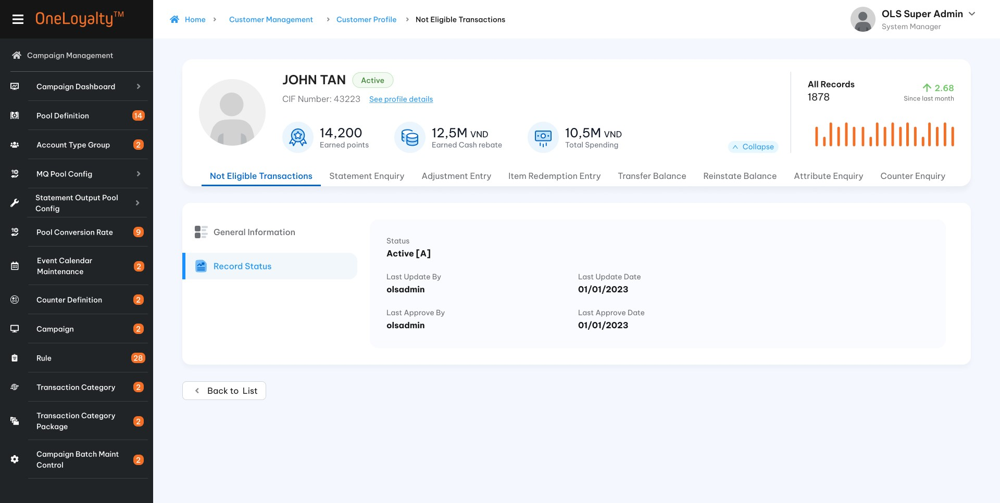 OneLoyalty™
Home
Customer Management
Customer Profile
Not Eligible Transactions
OLS Super Admin
System Manager
Campaign Management
Campaign Dashboard
Pool Definition 14
Account Type Group 2
MQ Pool Config
Statement Output Pool
Config
Pool Conversion Rate 9
Event Calendar
Maintenance 2
Counter Definition 2
Campaign 2
Rule 28
Transaction Category 2
Transaction Category
Package 2
Campaign Batch Maint
Control 2
JOHN TAN Active
CIF Number: 43223 See profile details
14,200
Earned points
12,5M VND
Earned Cash rebate
10,5M VND
Total Spending
Collapse
All Records
1878
2.68
Since last month
Not Eligible Transactions
Statement Enquiry
Adjustment Entry
Item Redemption Entry
Transfer Balance
Reinstate Balance
Attribute Enquiry
Counter Enquiry
General Information
Record Status
Status
Active [A]
Last Update By
olsadmin
Last Update Date
01/01/2023
Last Approve By
olsadmin
Last Approve Date
01/01/2023
Back to List